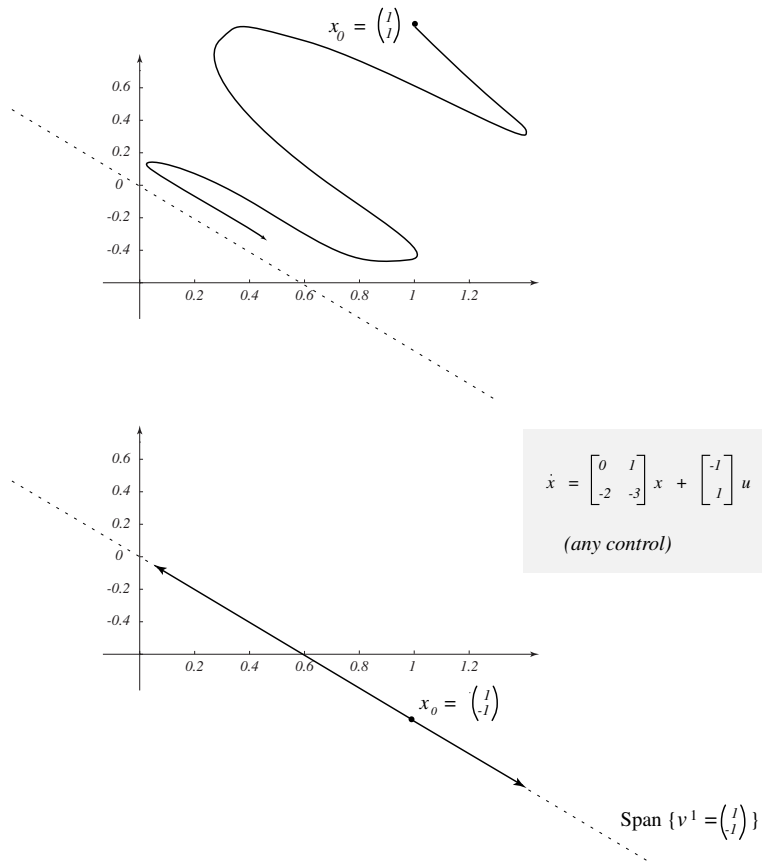 x₀ = (1 1)
0.6
0.4
0.2
0
-0.2
-0.4
0.2 0.4 0.6 0.8 1 1.2
0.6
0.4
0.2
0
-0.2
-0.4
0.2 0.4 0.6 0.8 1 1.2
ẋ = [0 1 -2 -3] x + [-1 1] u
(any control)
x₀ = (1 -1)
Span {v¹ = (1 -1)}